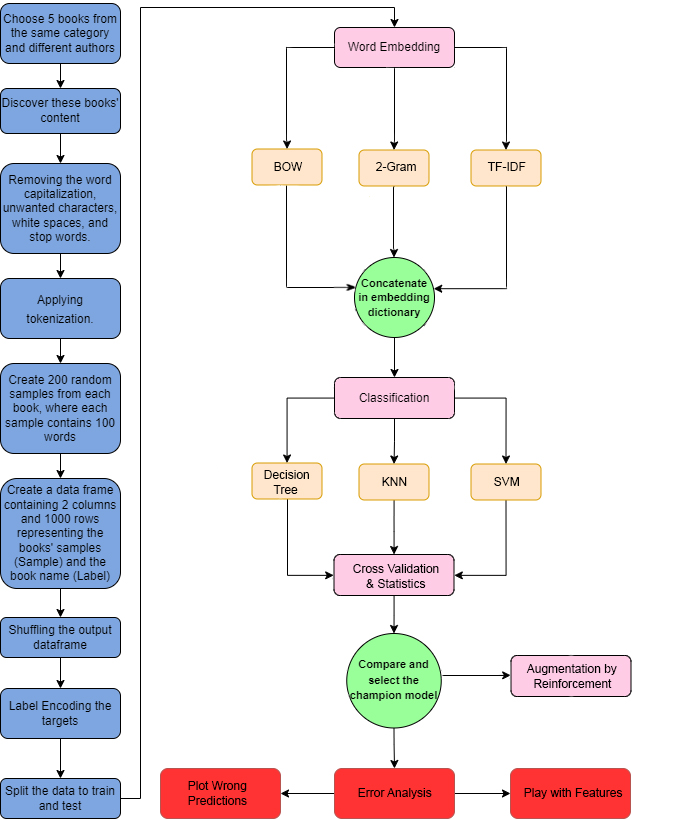 Choose 5 books from
the same category
and different authors
Discover these books'
content
Removing the word
capitalization,
unwanted characters,
white spaces, and
stop words.
Applying
tokenization.
Create 200 random
samples from each
book, where each
sample contains 100
words
Create a data frame
containing 2 columns
and 1000 rows
representing the
books' samples
(Sample) and the
book name (Label)
Shuffling the output
dataframe
Label Encoding the
targets
Split the data to train
and test
Word Embedding
BOW
2-Gram
TF-IDF
Concatenate
in embedding
dictionary
Classification
Decision
Tree
KNN
SVM
Cross Validation
& Statistics
Compare and
select the
champion model
Augmentation by
Reinforcement
Plot Wrong
Predictions
Error Analysis
Play with Features